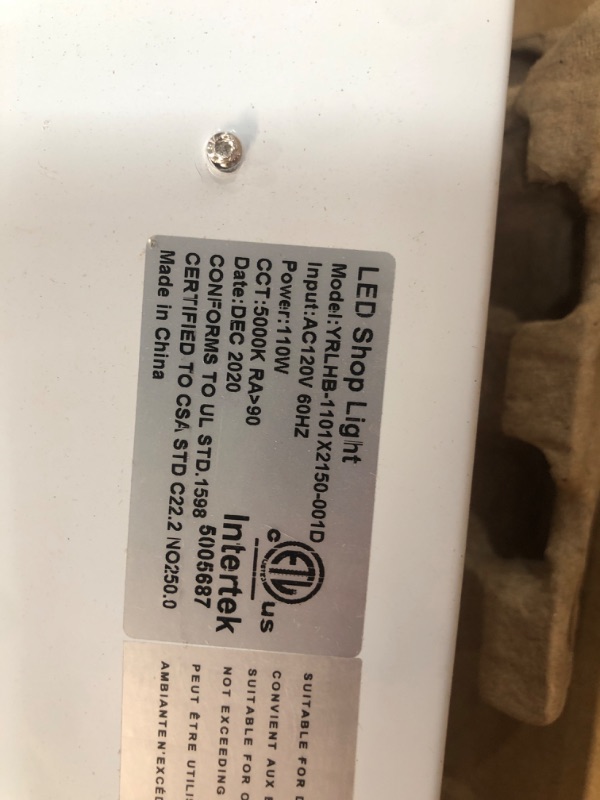 LED Shop Light
Model:YRLHB-1101X2150-001D
Input:AC120V 60HZ
Power:110W
CCT:5000K RA>90
Date:DEC 2020
CONFORMS TO UL STD.1598
CERTIFIED TO CSA STD C22.2 NO250.0
Made in China
ETL
c us
Intertek
5005687
SUITABLE FOR
CONVIENT AUX
SUITABLE FOR
NOT EXCEEDING
PEUT ÊTRE
AMBIANTEN'EXCÉD